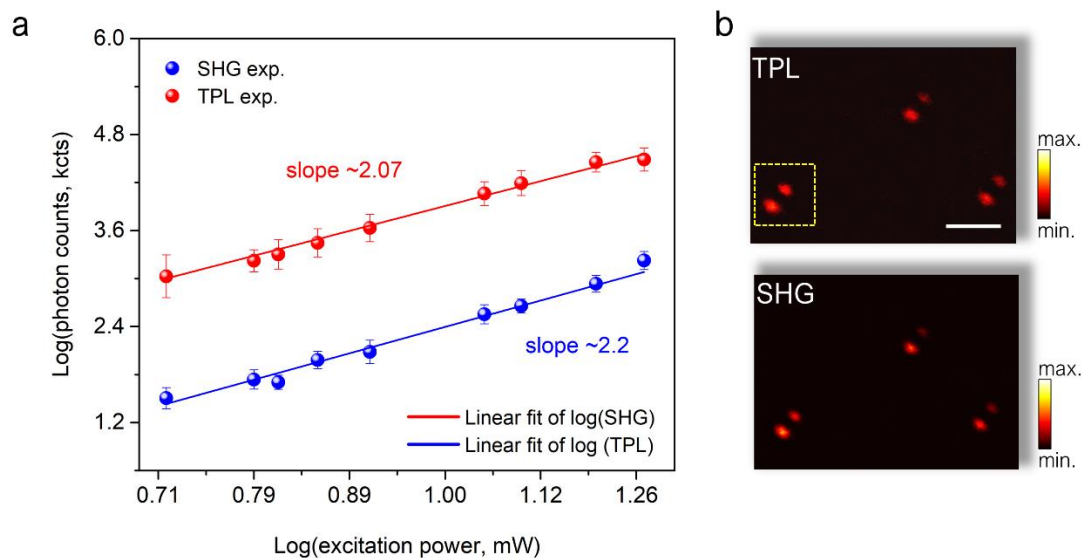 a
b
6.0
4.8
3.6
2.4
1.2
Log(photon counts, kcts)
SHG exp.
TPL exp.
slope ~2.07
slope ~2.2
Linear fit of log(SHG)
Linear fit of log (TPL)
0.71 0.79 0.89 1.00 1.12 1.26
Log(excitation power, mW)
TPL
max.
min.
SHG
max.
min.